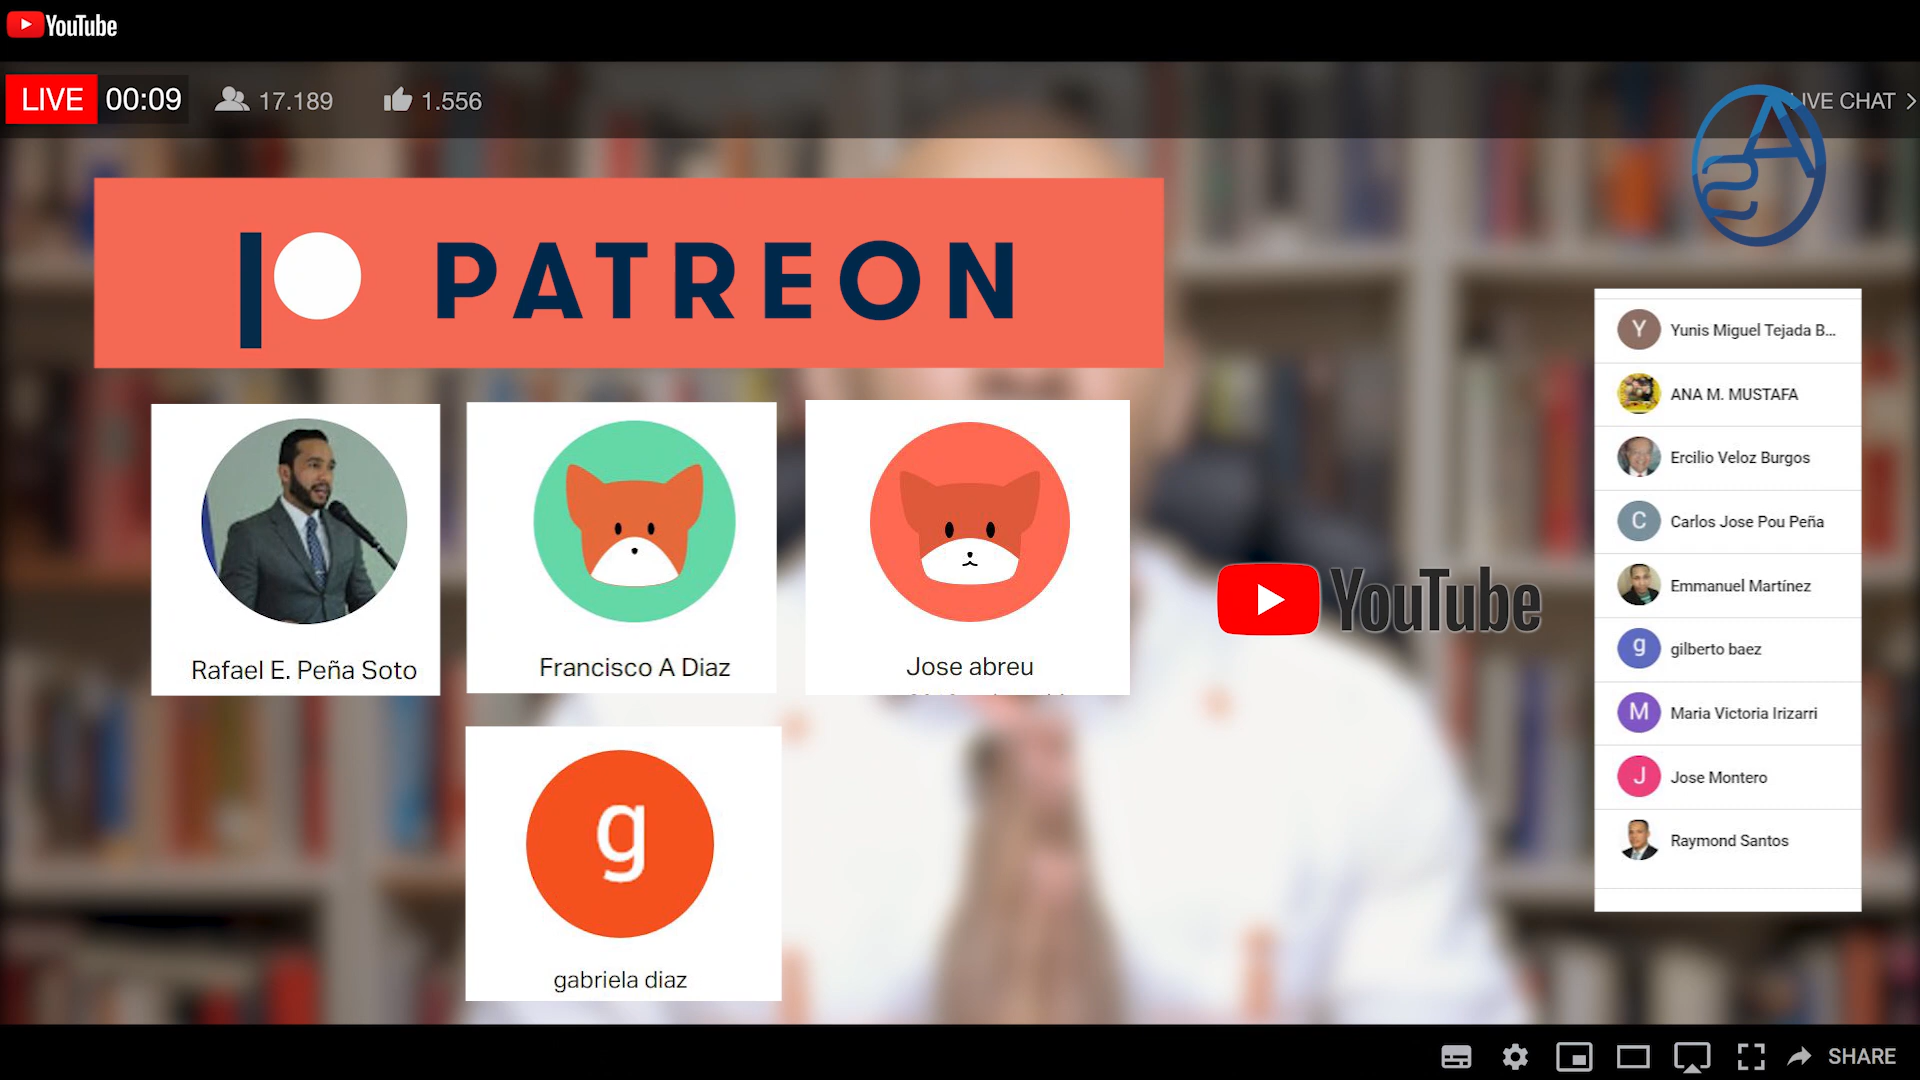 YouTube
LIVE 00:09 17.189 1.556
IVE CHAT
PATREON
Rafael E. Peña Soto
Francisco A Diaz
Jose abreu
g
gabriela diaz
YouTube
Y Yunis Miguel Tejada B...
ANA M. MUSTAFA
Ercilio Veloz Burgos
C Carlos Jose Pou Peña
Emmanuel Martínez
g gilberto baez
M Maria Victoria Irizarri
J Jose Montero
Raymond Santos
SHARE